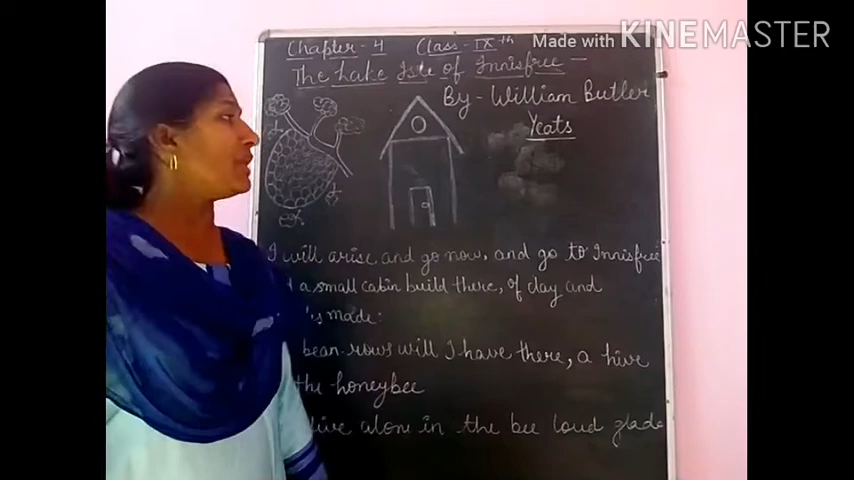 Made with KINEMASTER
Chapter - 4 Class - IXth
The Lake Isle of Innisfree -
By - William Butler
Yeats
I will arise and go now, and go to Innisfree
a small cabin build there, of clay and
made:
bean-rows will I have there, a hive
the honeybee
live alone in the bee loud glade